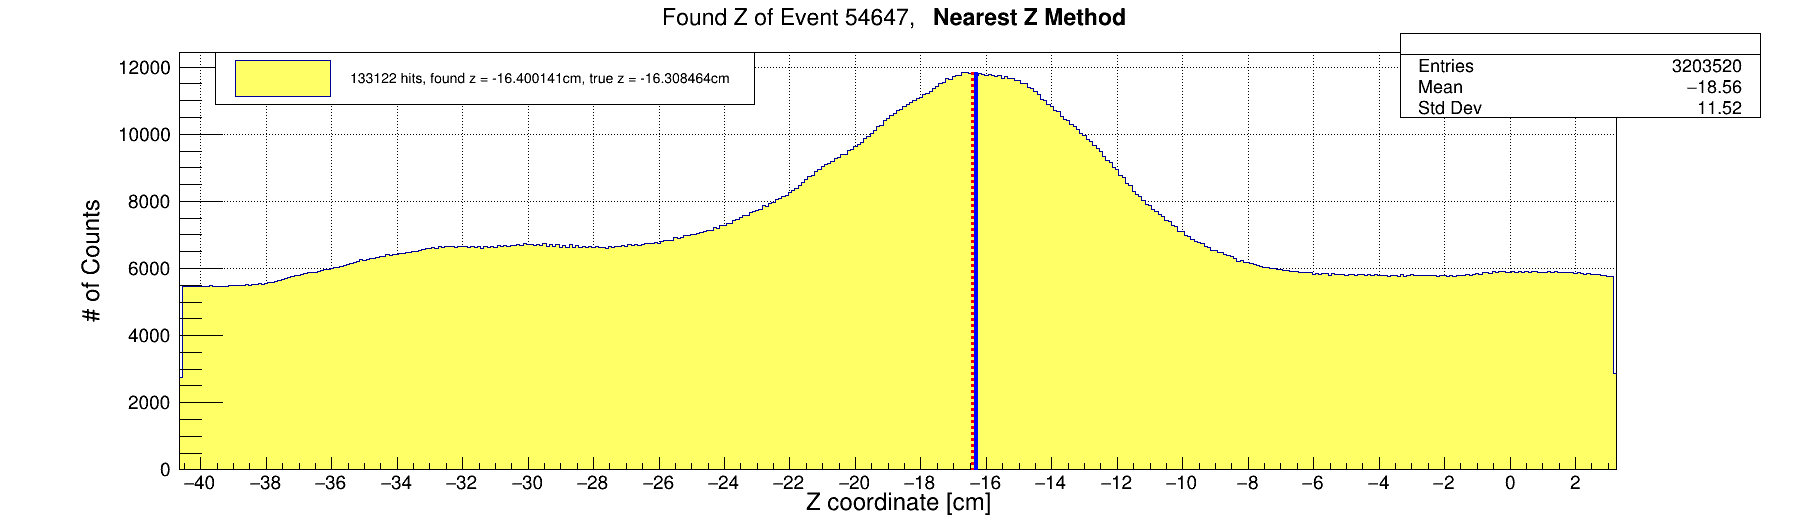 Found Z of Event 54647, Nearest Z Method
133122 hits, found z = -16.400141cm, true z = -16.308464cm
Entries 3203520
Mean −18.56
Std Dev 11.52
# of Counts
12000
10000
8000
6000
4000
2000
0
−40 −38 −36 −34 −32 −30 −28 −26 −24 −22 −20 −18 −16 −14 −12 −10 −8 −6 −4 −2 0 2
Z coordinate [cm]